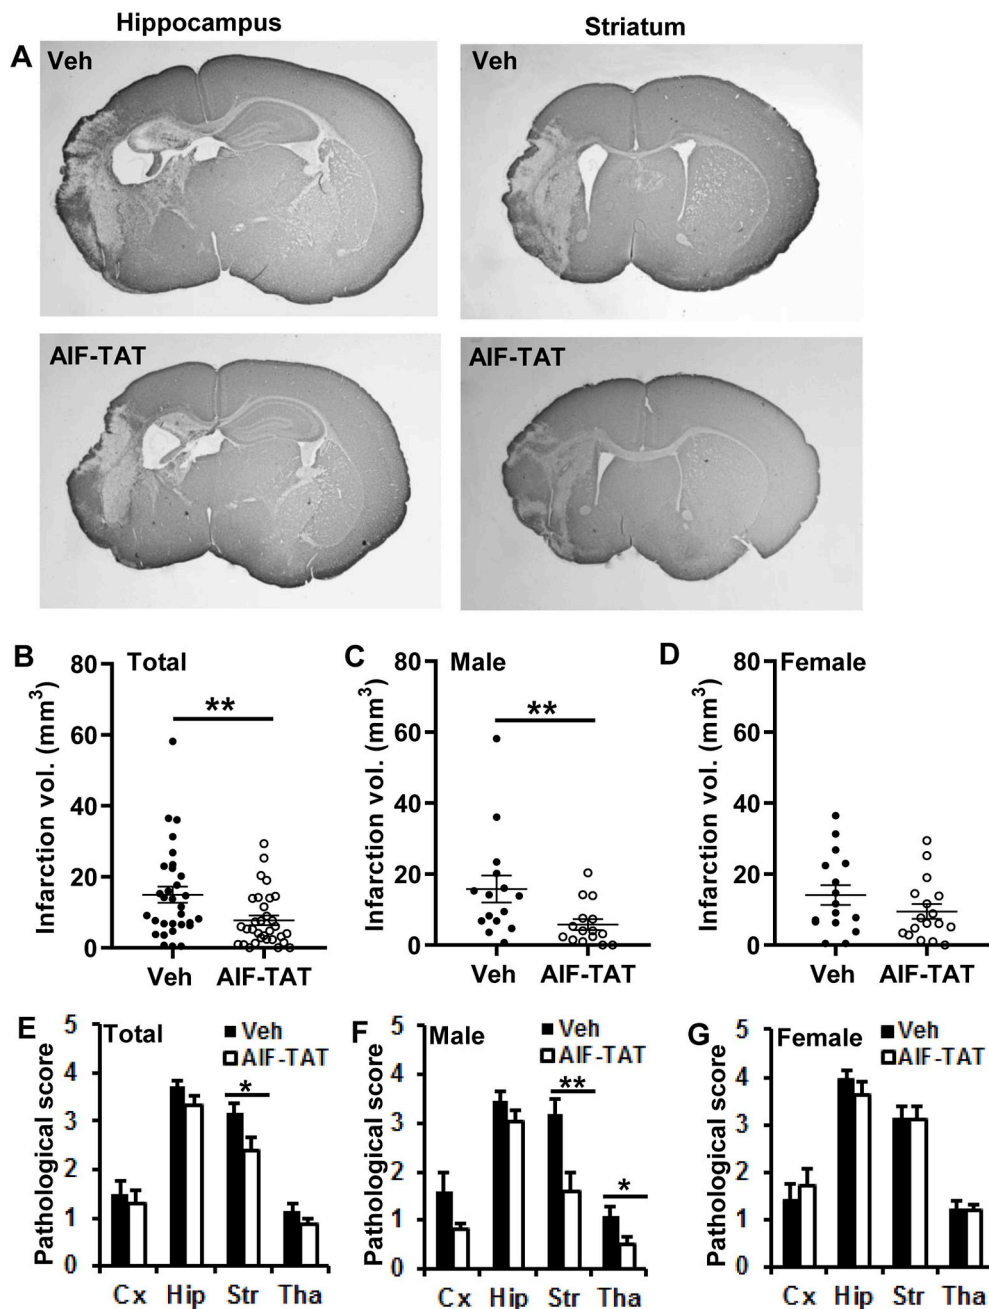 Hippocampus Striatum
A Veh Veh
AIF-TAT AIF-TAT
B Total
Infarction vol. (mm³)
80
60
40
20
0
**
Veh AIF-TAT
C Male
Infarction vol. (mm³)
80
60
40
20
0
**
Veh AIF-TAT
D Female
Infarction vol. (mm³)
80
60
40
20
0
Veh AIF-TAT
E Total
Pathological score
5
4
3
2
1
0
Veh
AIF-TAT
*
Cx Hip Str Tha
F Male
Pathological score
5
4
3
2
1
0
Veh
AIF-TAT
**
*
Cx Hip Str Tha
G Female
Pathological score
5
4
3
2
1
0
Veh
AIF-TAT
Cx Hip Str Tha